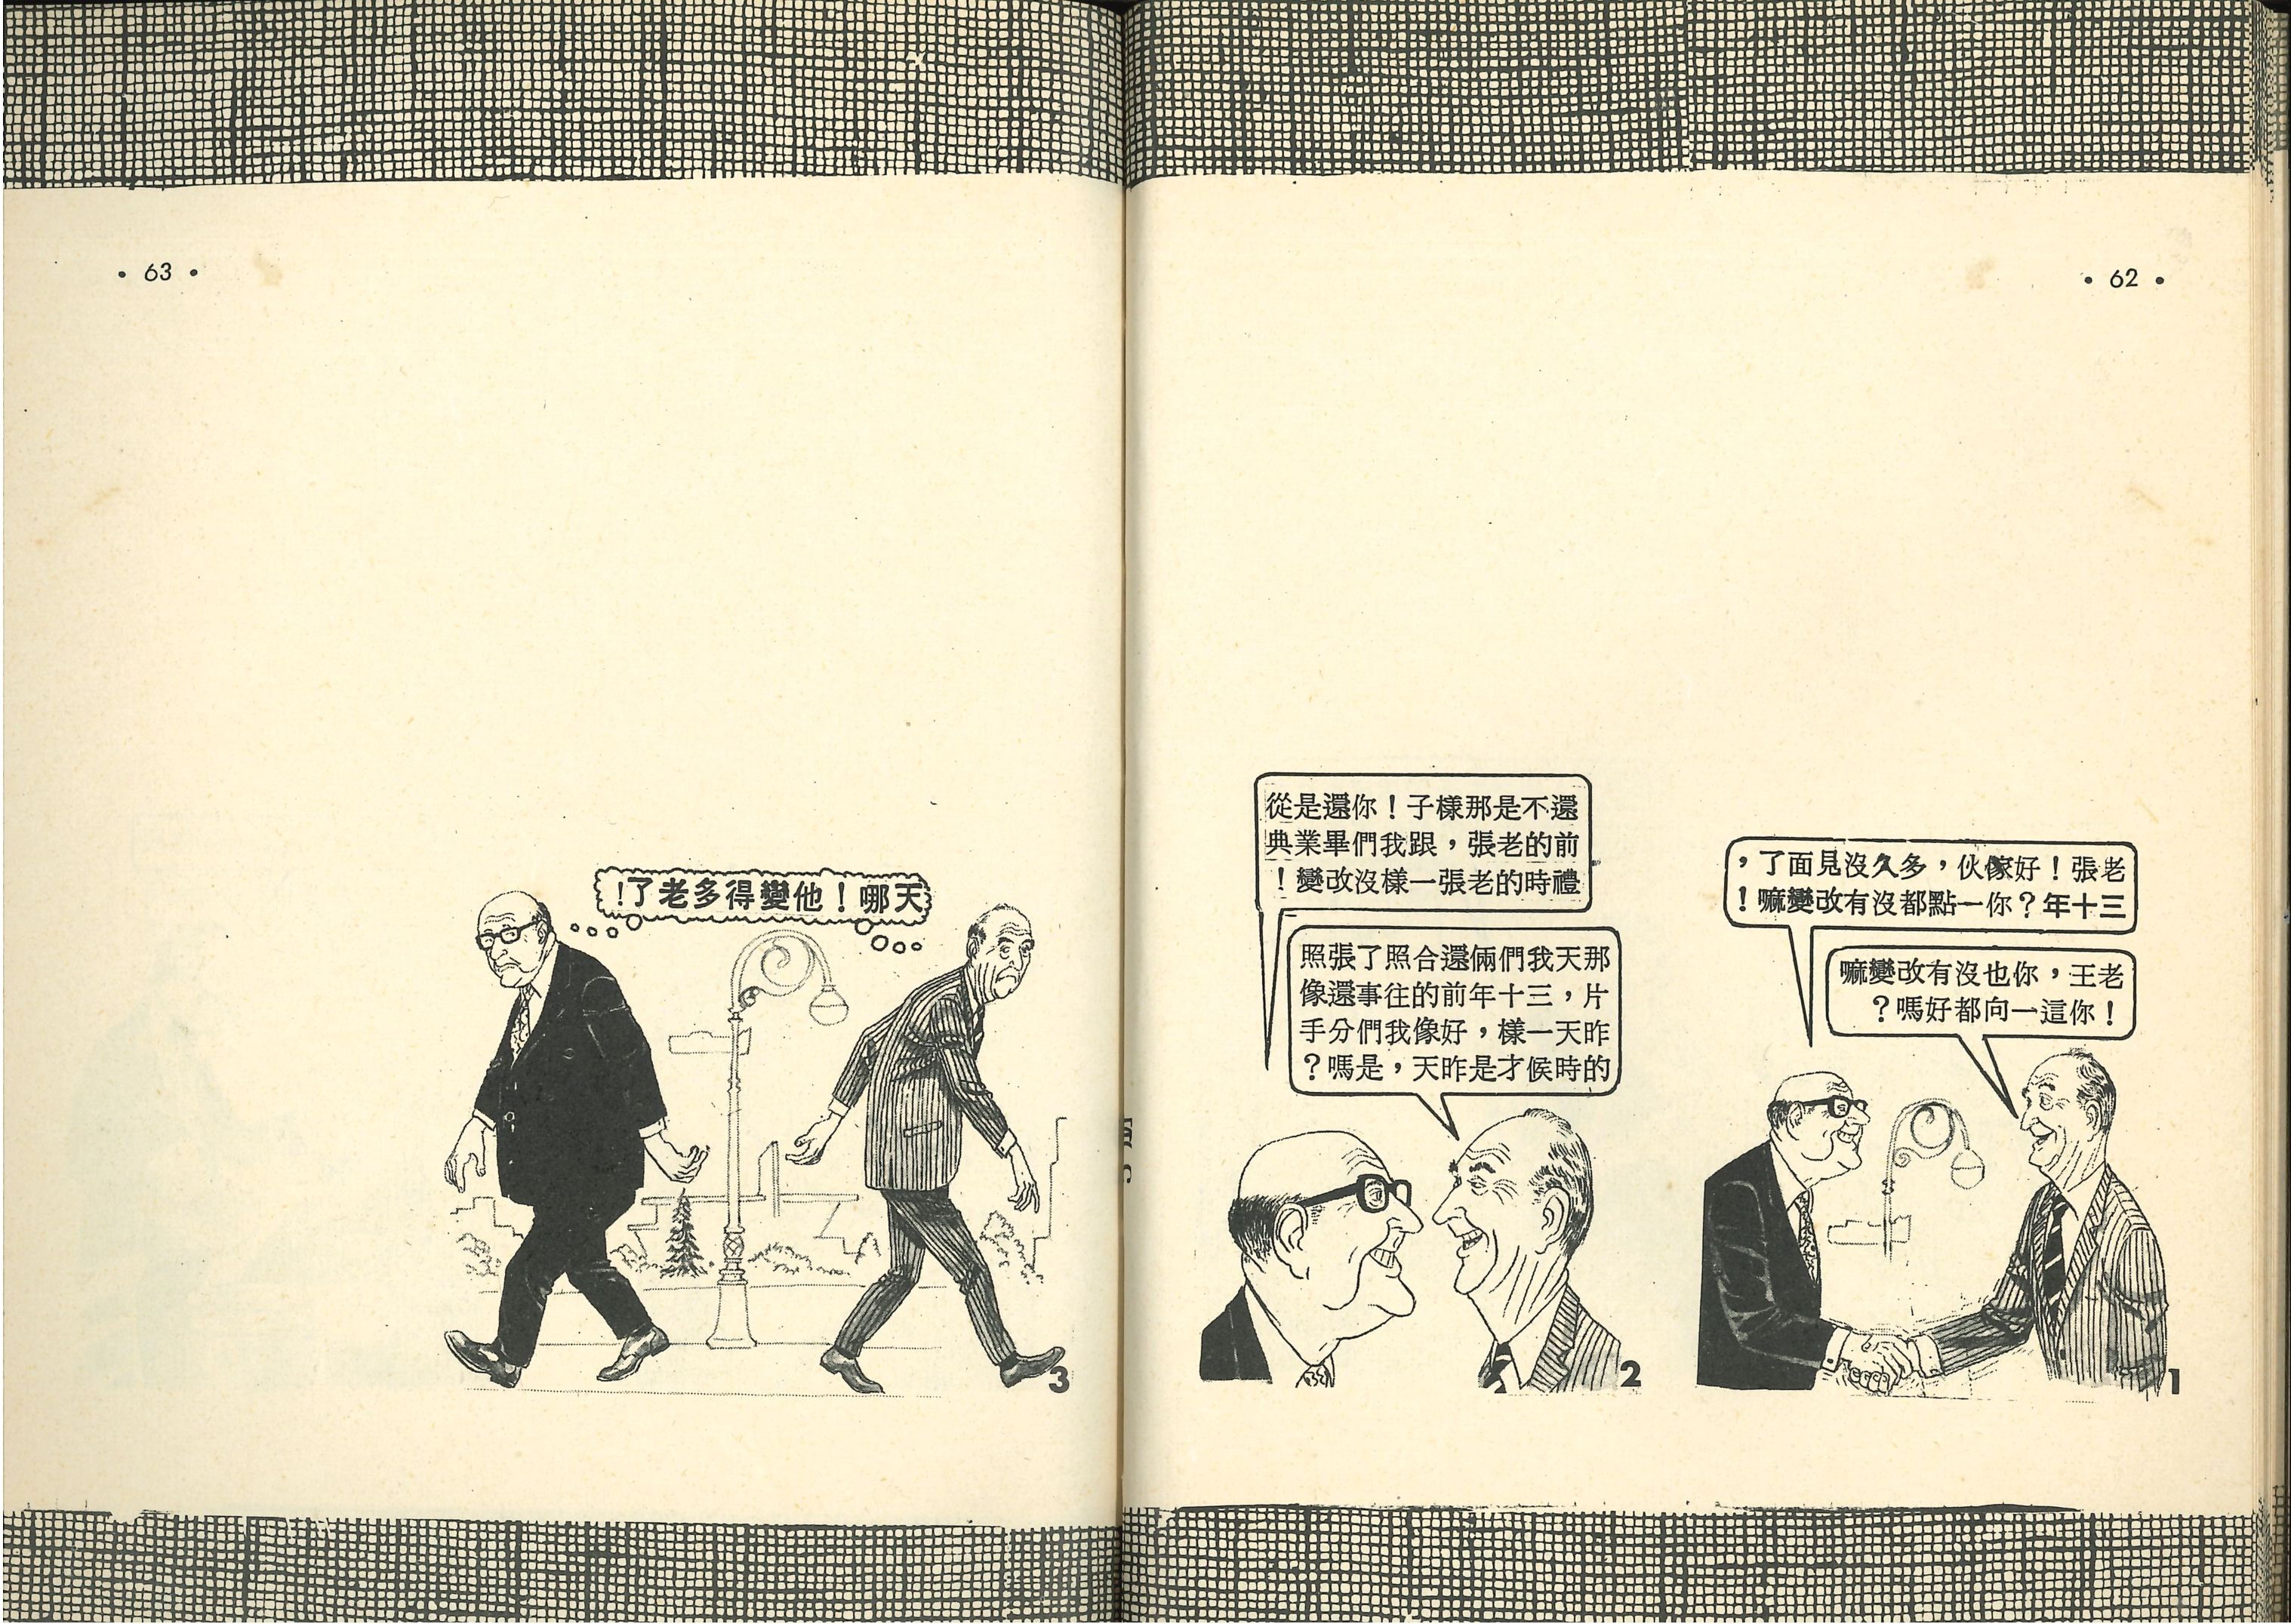 • 62 •
老張！好傢伙，多久沒見面了，
三十年？你一點都沒有改變嘛！
老王，你也沒有改變嘛
！你這一向都好嗎？
1
還不是那樣子！你還是從
前的老張，跟我們畢業典
禮時的老張一樣沒改變！
那天我們倆還合照了張照
片，三十年前的往事還像
昨天一樣，好像我們分手
的時候才是昨天，是嗎？
2
• 63 •
天哪！他變得多老了！
3